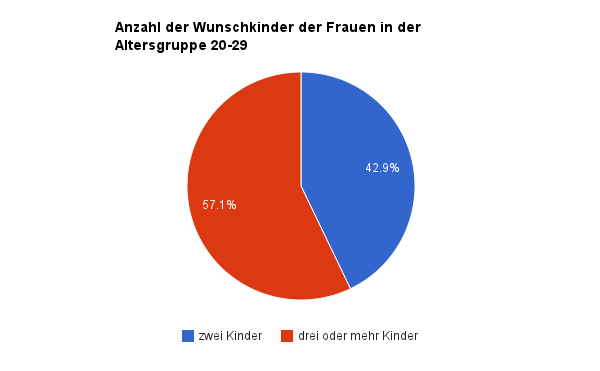 Anzahl der Wunschkinder der Frauen in der
Altersgruppe 20-29
42.9%
57.1%
zwei Kinder drei oder mehr Kinder